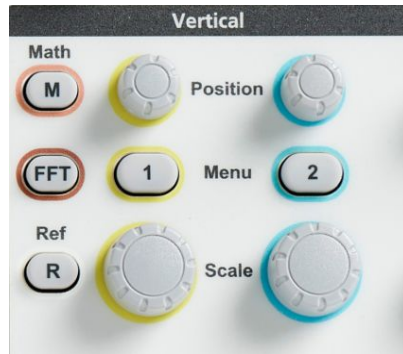 Vertical
Math
M
Position
FFT
1
Menu
2
Ref
R
Scale